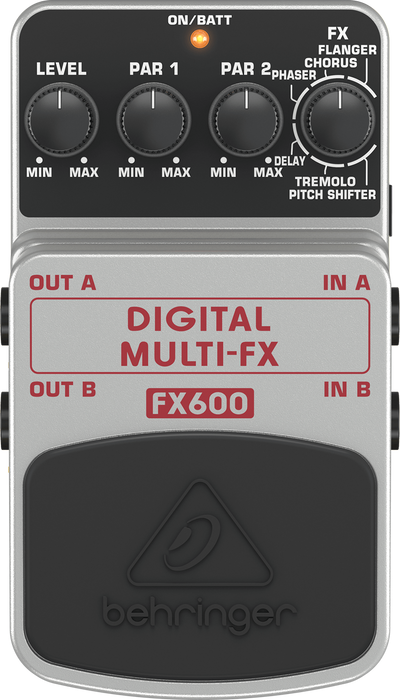 ON/BATT
FX
FLANGER
CHORUS
LEVEL PAR 1 PAR 2 PHASER
DELAY
MIN MAX MIN MAX MIN MAX
TREMOLO
PITCH SHIFTER
OUT A IN A
DIGITAL
MULTI-FX
OUT B IN B
FX600
behringer